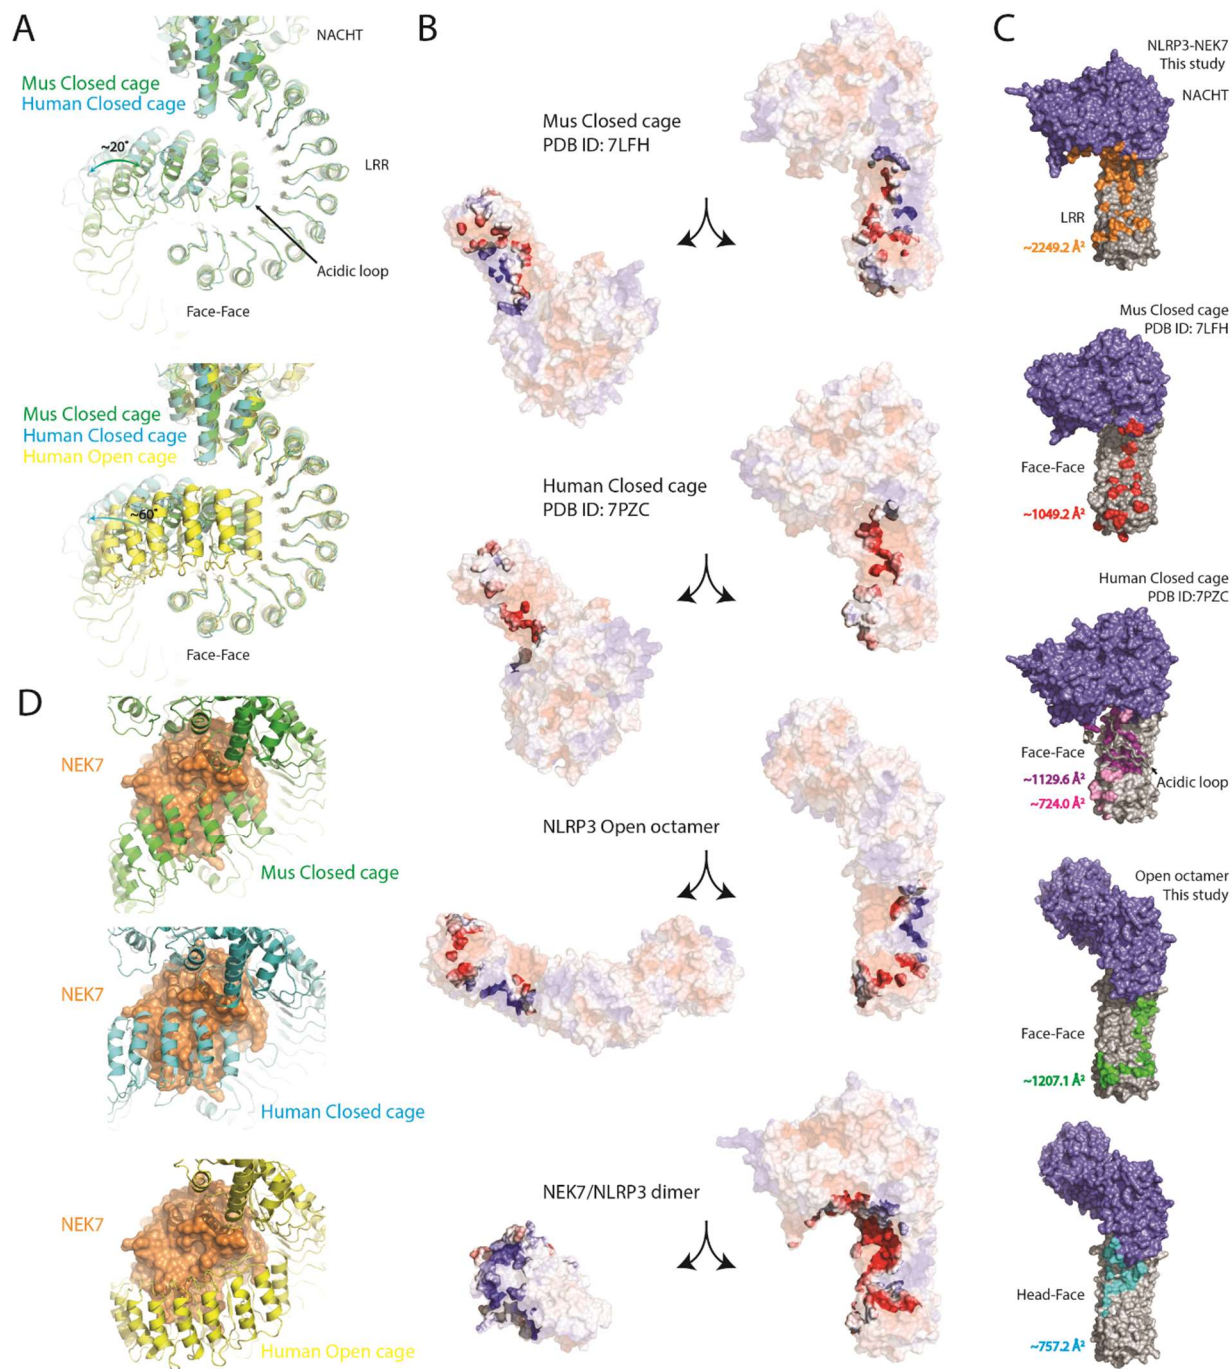 A
NACHT
Mus Closed cage
Human Closed cage
~20°
LRR
Acidic loop
Face-Face
Mus Closed cage
Human Closed cage
Human Open cage
~60°
Face-Face
B
Mus Closed cage
PDB ID: 7LFH
Human Closed cage
PDB ID: 7PZC
NLRP3 Open octamer
NEK7/NLRP3 dimer
C
NLRP3-NEK7
This study
NACHT
LRR
~2249.2 Å²
Mus Closed cage
PDB ID: 7LFH
Face-Face
~1049.2 Å²
Human Closed cage
PDB ID:7PZC
Face-Face
~1129.6 Å²
Acidic loop
~724.0 Å²
Open octamer
This study
Face-Face
~1207.1 Å²
Head-Face
~757.2 Å²
D
NEK7
Mus Closed cage
NEK7
Human Closed cage
NEK7
Human Open cage